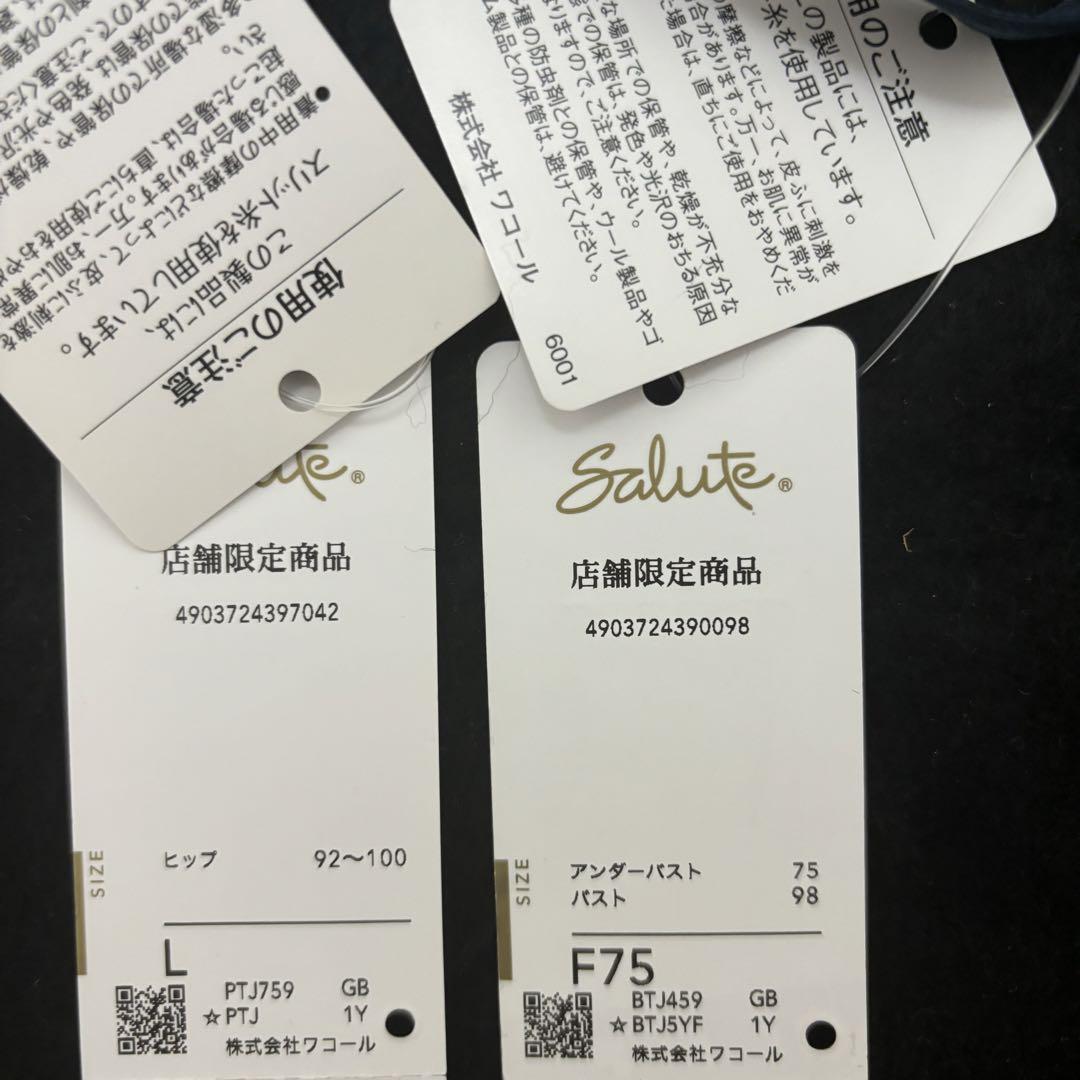 使用のご注意
この製品には、
スリット糸を使用しています。
着用中の摩擦などによって、皮ふに刺激を
感じる場合があります。万一、お肌に異常が
起こった場合は、直ちにご使用をおやめ
さい。
用のご注意
の製品には、
糸を使用しています。
摩擦などによって、皮ふに刺激を
合があります。万一、お肌に異常が
た場合は、直ちにご使用をおやめくだ
な場所での保管や、乾燥が不充分な
態での保管は、発色や光沢のおちる原因
なりますので、ご注意ください。
種の防虫剤との保管や、ウール製品やゴ
ム製品との保管は、避けてください。
株式会社 ワコール
6001
ute®
店舗限定商品
4903724397042
SIZE
ヒップ 92～100
L
PTJ759 GB
☆PTJ 1Y
株式会社ワコール
Salute®
店舗限定商品
4903724390098
SIZE
アンダーバスト 75
バスト 98
F75
BTJ459 GB
☆BTJ5YF 1Y
株式会社ワコール